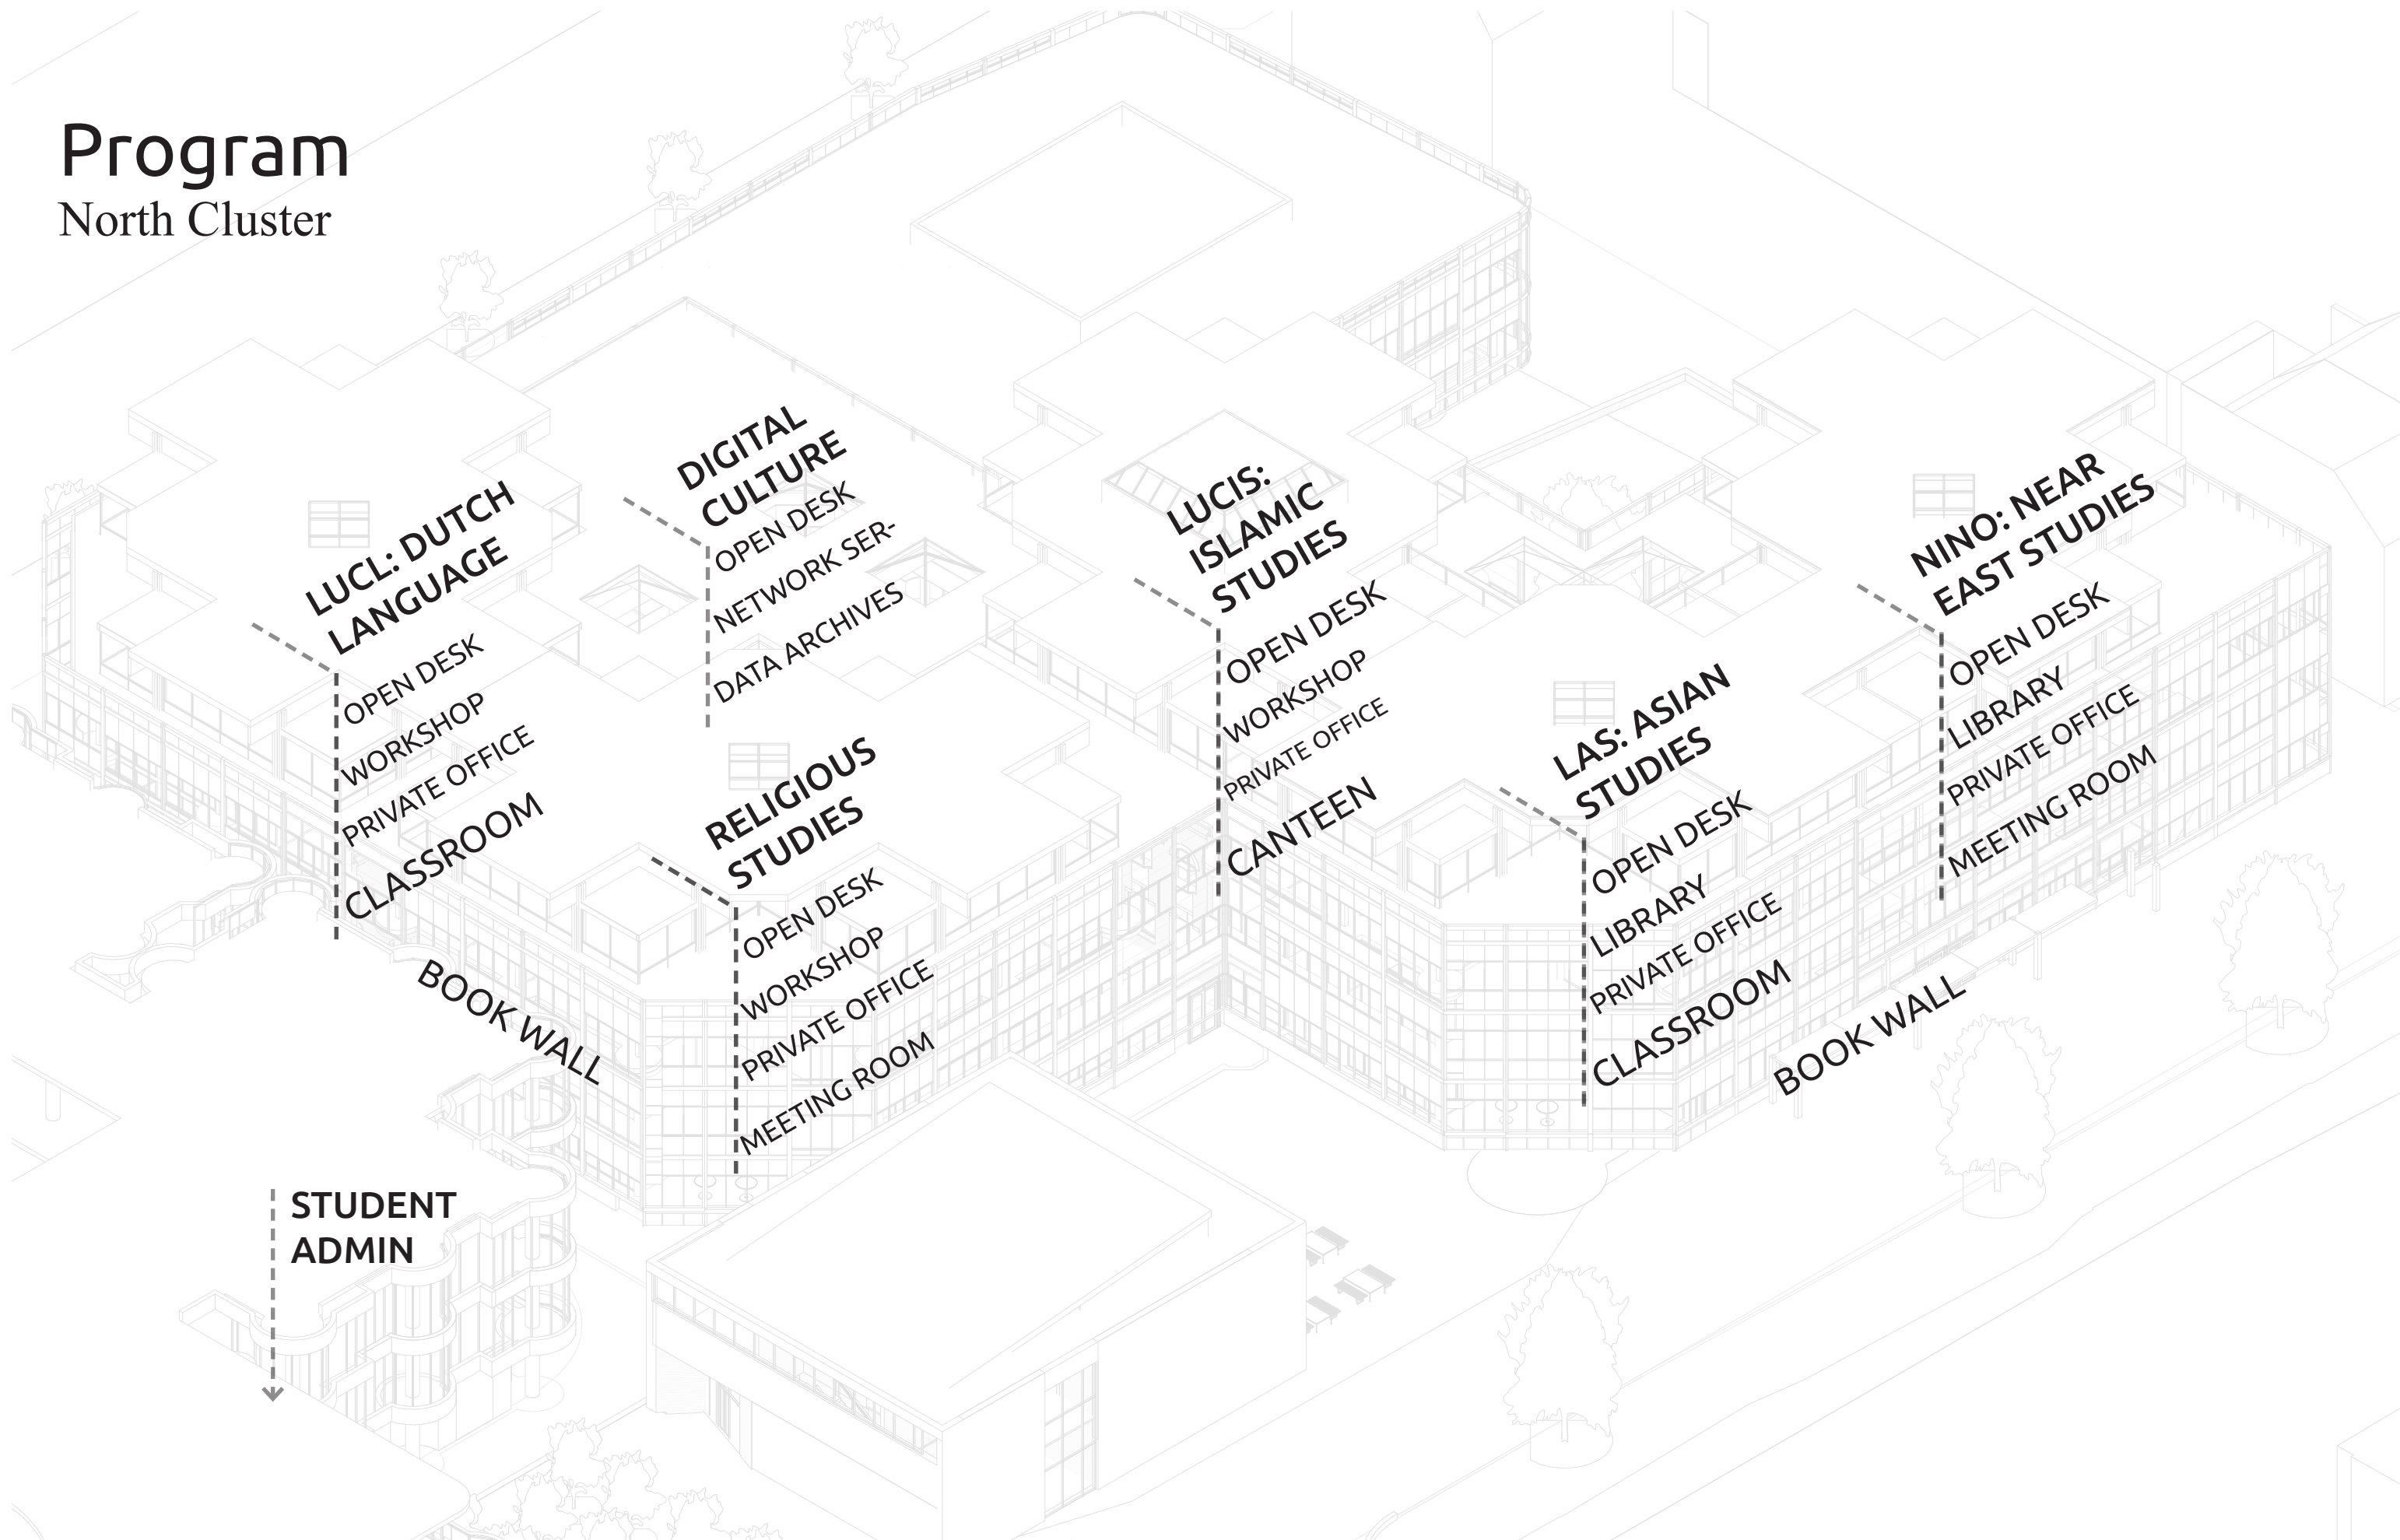 Program
North Cluster
DIGITAL
CULTURE
OPEN DESK
NETWORK SER-
DATA ARCHIVES
LUCL: DUTCH
LANGUAGE
OPEN DESK
WORKSHOP
PRIVATE OFFICE
CLASSROOM
BOOK WALL
RELIGIOUS
STUDIES
OPEN DESK
WORKSHOP
PRIVATE OFFICE
MEETING ROOM
LUCIS:
ISLAMIC
STUDIES
OPEN DESK
WORKSHOP
PRIVATE OFFICE
CANTEEN
LAS: ASIAN
STUDIES
OPEN DESK
LIBRARY
PRIVATE OFFICE
CLASSROOM
BOOK WALL
NINO: NEAR
EAST STUDIES
OPEN DESK
LIBRARY
PRIVATE OFFICE
MEETING ROOM
STUDENT
ADMIN